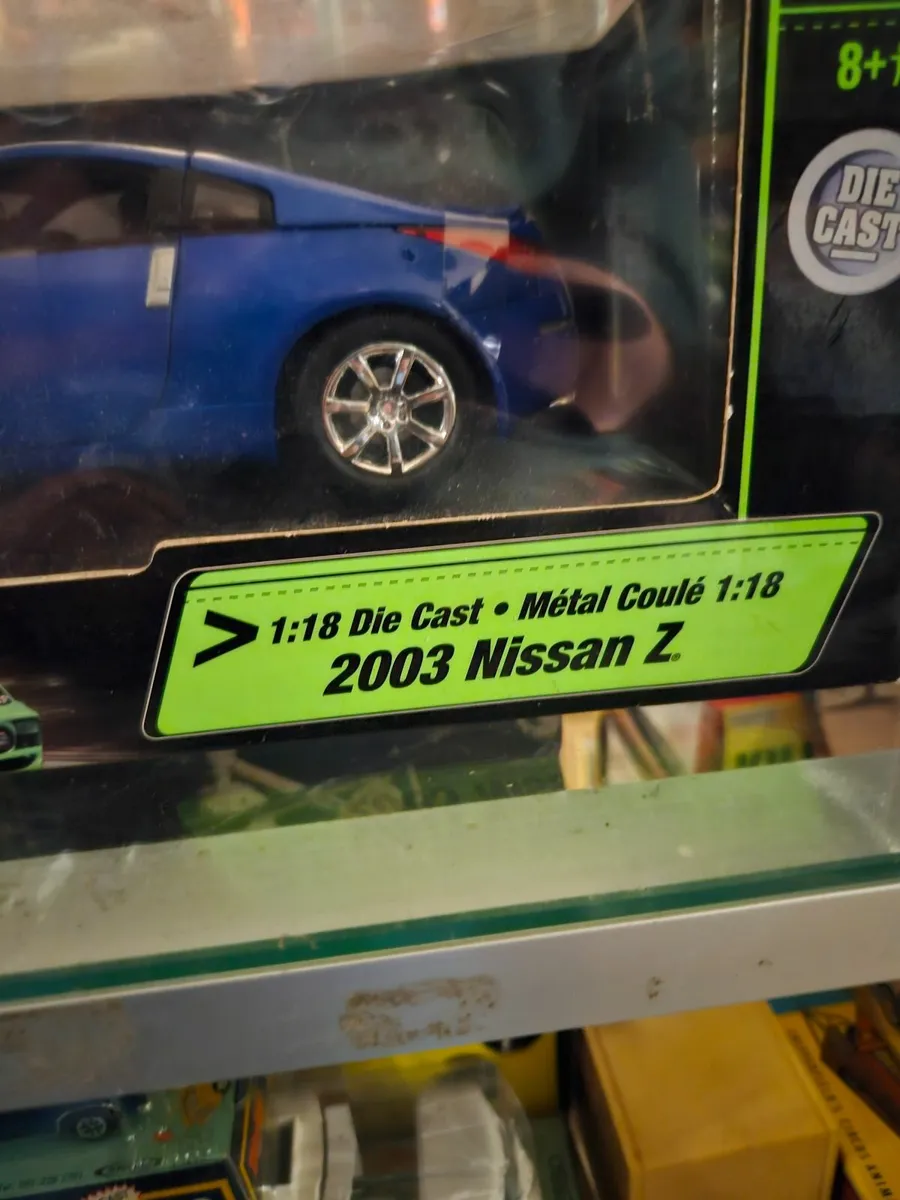 8+
DIE
CAST
> 1:18 Die Cast • Métal Coulé 1:18
2003 Nissan Z®